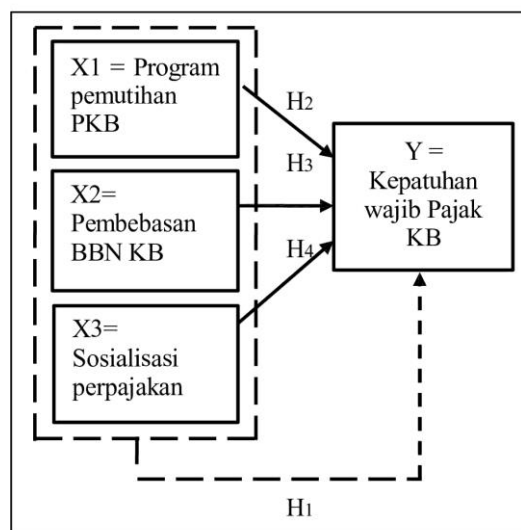 X1 = Program
pemutihan
PKB
H2
H3
Y =
Kepatuhan
wajib Pajak
KB
X2=
Pembebasan
BBN KB
H4
X3=
Sosialisasi
perpajakan
H1